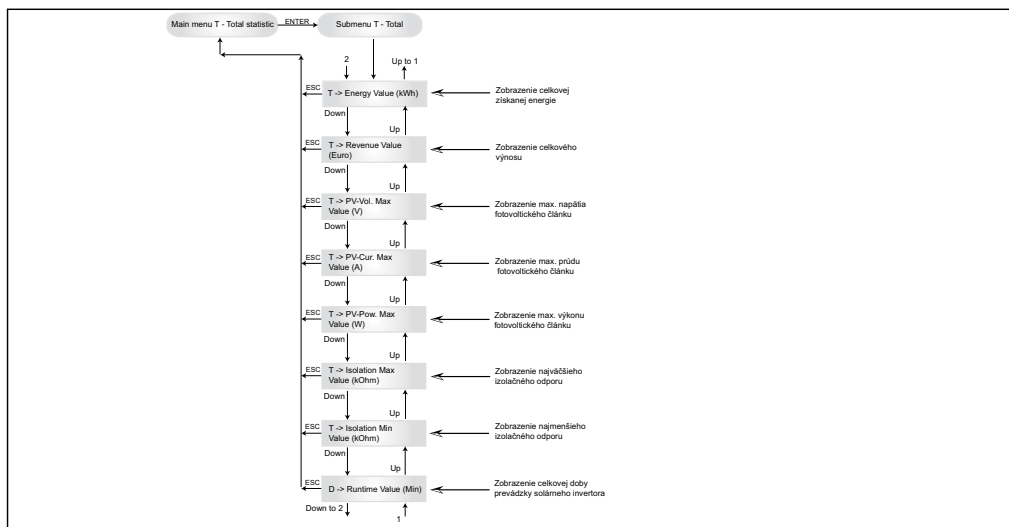 Main menu T - Total statistic
ENTER
Submenu T - Total
2
Up to 1
ESC
T -> Energy Value (kWh)
Zobrazenie celkovej
získanej energie
Down
Up
ESC
T -> Revenue Value
(Euro)
Zobrazenie celkového
výnosu
Down
Up
ESC
T -> PV-Vol. Max
Value (V)
Zobrazenie max. napätia
fotovoltického článku
Down
Up
ESC
T -> PV-Cur. Max
Value (A)
Zobrazenie max. prúdu
fotovoltického článku
Down
Up
ESC
T -> PV-Pow. Max
Value (W)
Zobrazenie max. výkonu
fotovoltického článku
Down
Up
ESC
T -> Isolation Max
Value (kOhm)
Zobrazenie najväčšieho
izolačného odporu
Down
Up
ESC
T -> Isolation Min
Value (kOhm)
Zobrazenie najmenšieho
izolačného odporu
Down
Up
ESC
D -> Runtime Value (Min)
Zobrazenie celkovej doby
prevádzky solárneho invertora
Down to 2
1